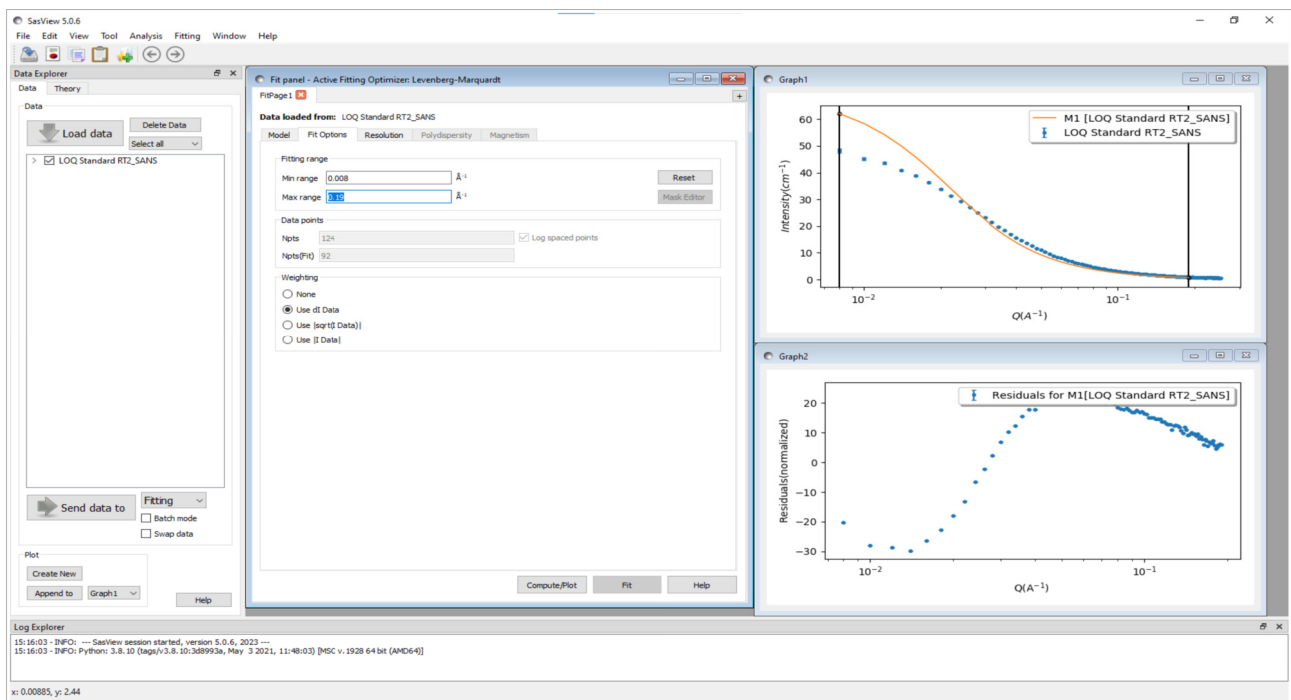 SasView 5.0.6
File Edit View Tool Analysis Fitting Window Help
Data Explorer
Data Theory
Data
Load data
Delete Data
Select all
LOQ Standard RT2_SANS
Send data to
Fitting
Batch mode
Swap data
Plot
Create New
Append to Graph1
Help
Fit panel - Active Fitting Optimizer: Levenberg-Marquardt
FitPage1
Data loaded from: LOQ Standard RT2_SANS
Model Fit Options Resolution Polydispersity Magnetism
Fitting range
Min range 0.008 Å⁻¹ Reset
Max range 0.19 Å⁻¹ Mask Editor
Data points
Npts 124 Log spaced points
Npts(Fit) 92
Weighting
None
Use dI Data
Use |sqrt(I Data)|
Use |I Data|
Compute/Plot Fit Help
Graph1
M1 [LOQ Standard RT2_SANS]
LOQ Standard RT2_SANS
60
50
40
30
20
10
0
Intensity(cm⁻¹)
10⁻² 10⁻¹
Q(A⁻¹)
Graph2
Residuals for M1[LOQ Standard RT2_SANS]
20
10
0
−10
−20
−30
Residuals(normalized)
10⁻² 10⁻¹
Q(A⁻¹)
Log Explorer
15:16:03 - INFO: --- SasView session started, version 5.0.6, 2023 ---
15:16:03 - INFO: Python: 3.8.10 (tags/v3.8.10:3d8993a, May 3 2021, 11:48:03) [MSC v.1928 64 bit (AMD64)]
x: 0.00885, y: 2.44